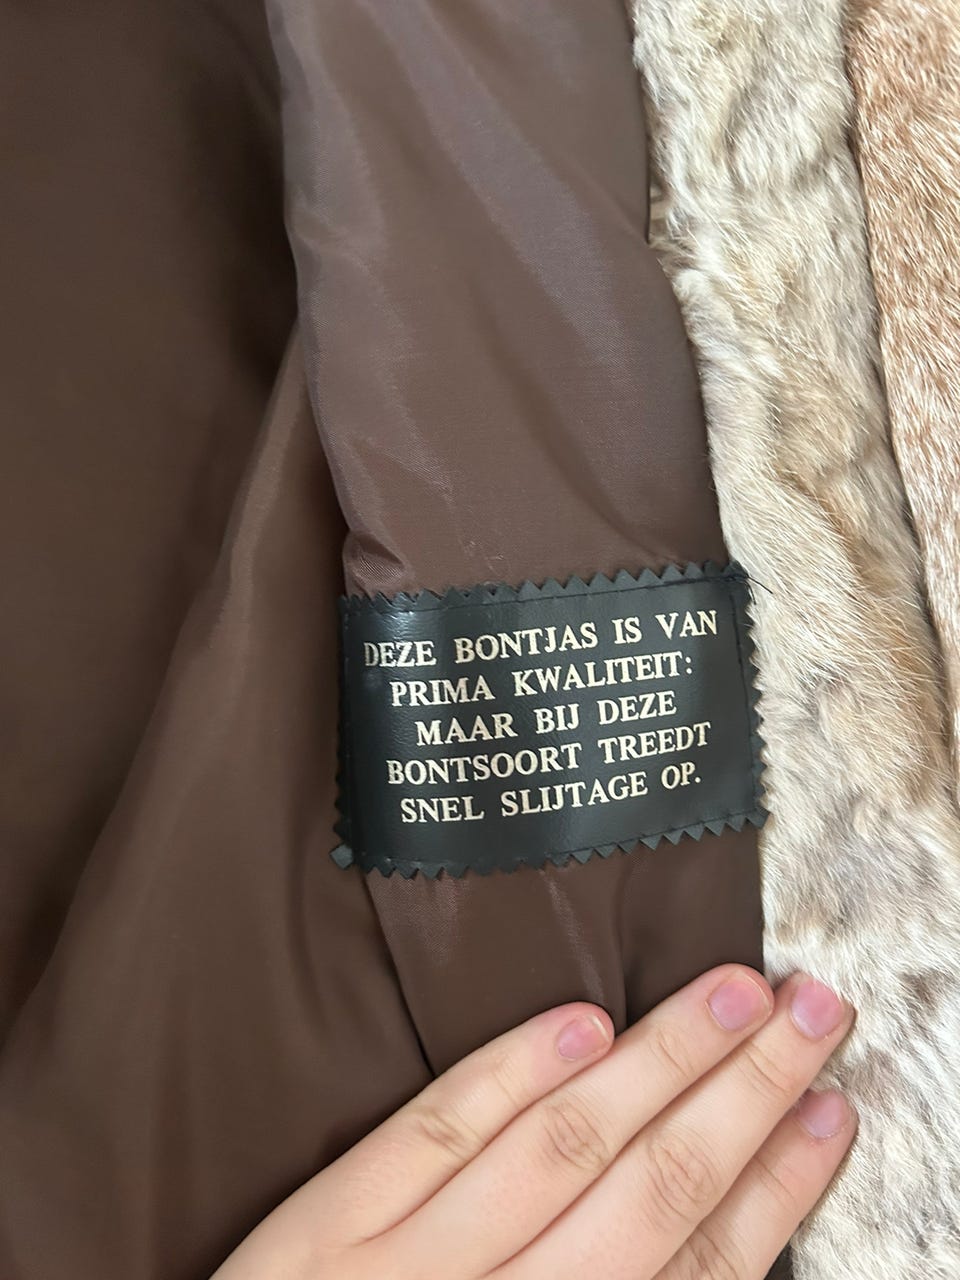 DEZE BONTJAS IS VAN
PRIMA KWALITEIT:
MAAR BIJ DEZE
BONTSOORT TREEDT
SNEL SLIJTAGE OP.